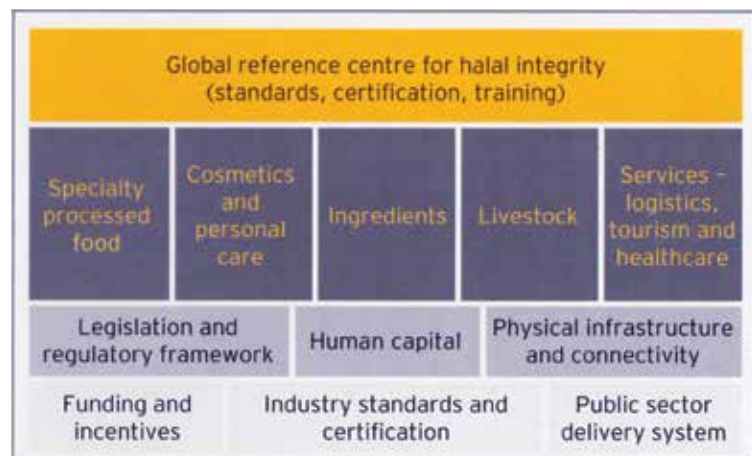 Global reference centre for halal integrity
(standards, certification, training)
Specialty
processed
food
Cosmetics
and
personal
care
Ingredients
Livestock
Services –
logistics,
tourism and
healthcare
Legislation and
regulatory framework
Human capital
Physical infrastructure
and connectivity
Funding and
incentives
Industry standards and
certification
Public sector
delivery system